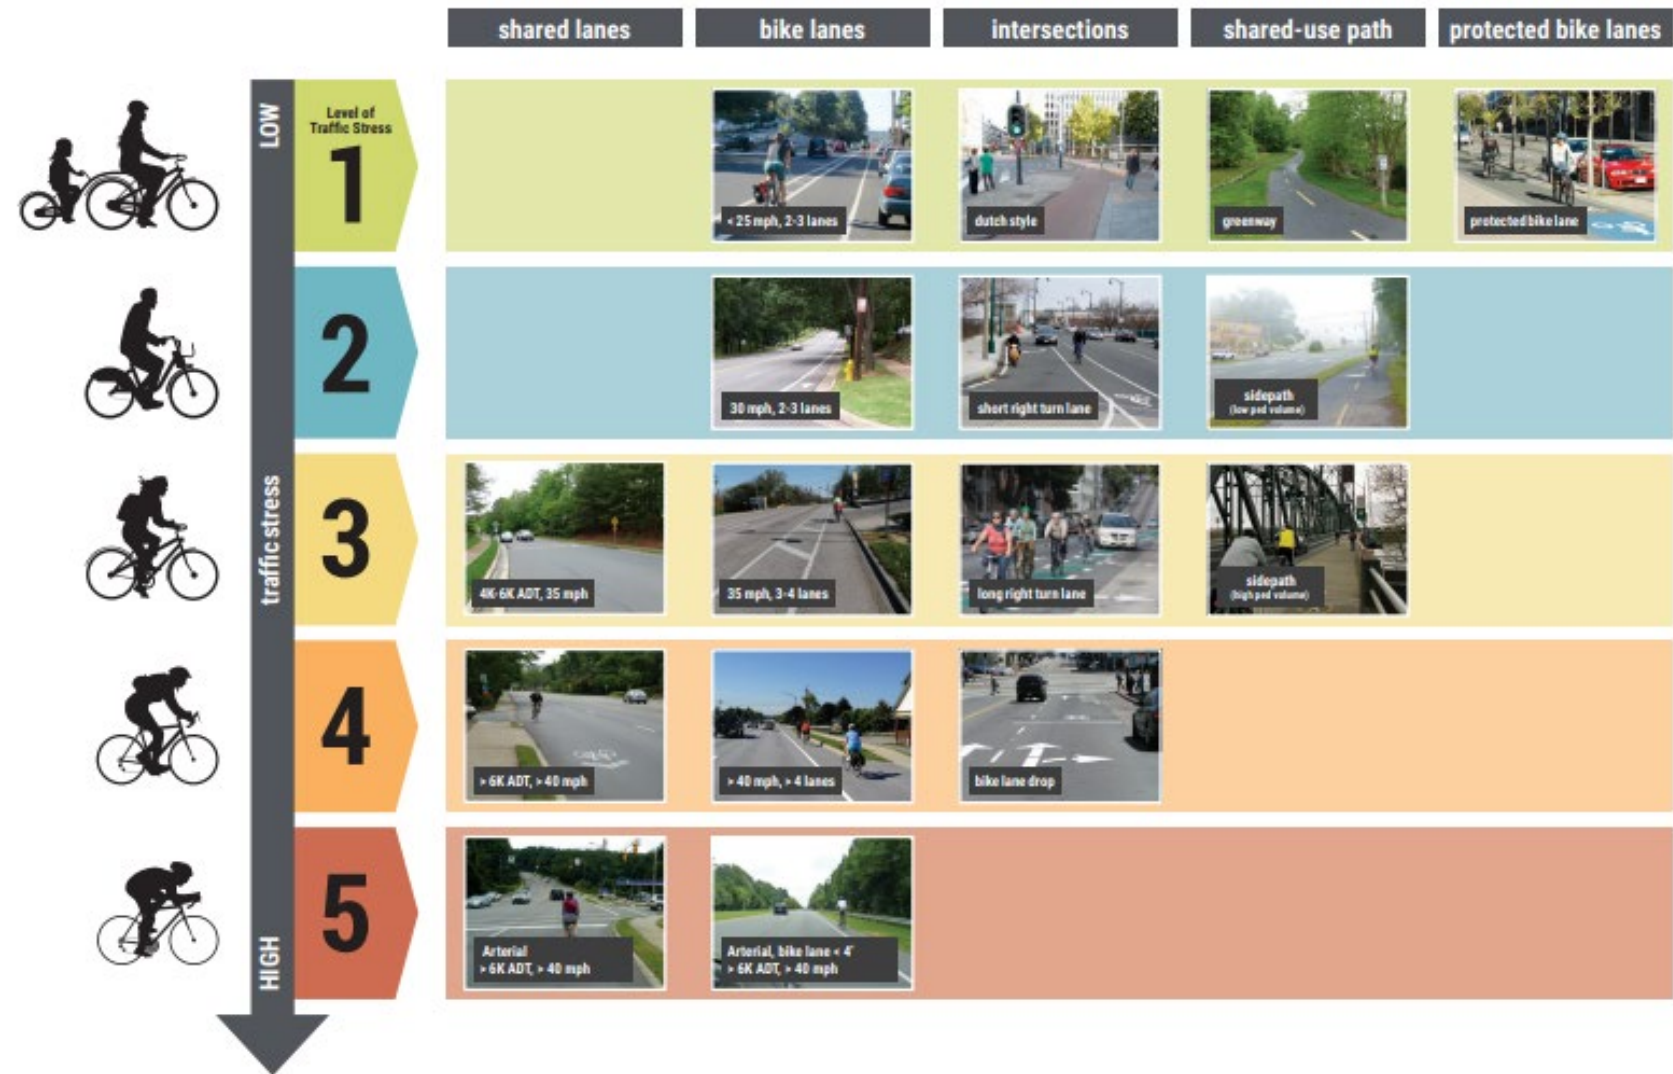 shared lanes
bike lanes
intersections
shared-use path
protected bike lanes
LOW
traffic stress
HIGH
Level of
Traffic Stress
1
< 25 mph, 2-3 lanes
dutch style
greenway
protected bike lane
2
30 mph, 2-3 lanes
short right turn lane
sidepath
(low ped volume)
3
4K-6K ADT, 35 mph
35 mph, 3-4 lanes
long right turn lane
sidepath
(high ped volume)
4
> 6K ADT, > 40 mph
> 40 mph, > 4 lanes
bike lane drop
5
Arterial
> 6K ADT, > 40 mph
Arterial, bike lane < 4'
> 6K ADT, > 40 mph